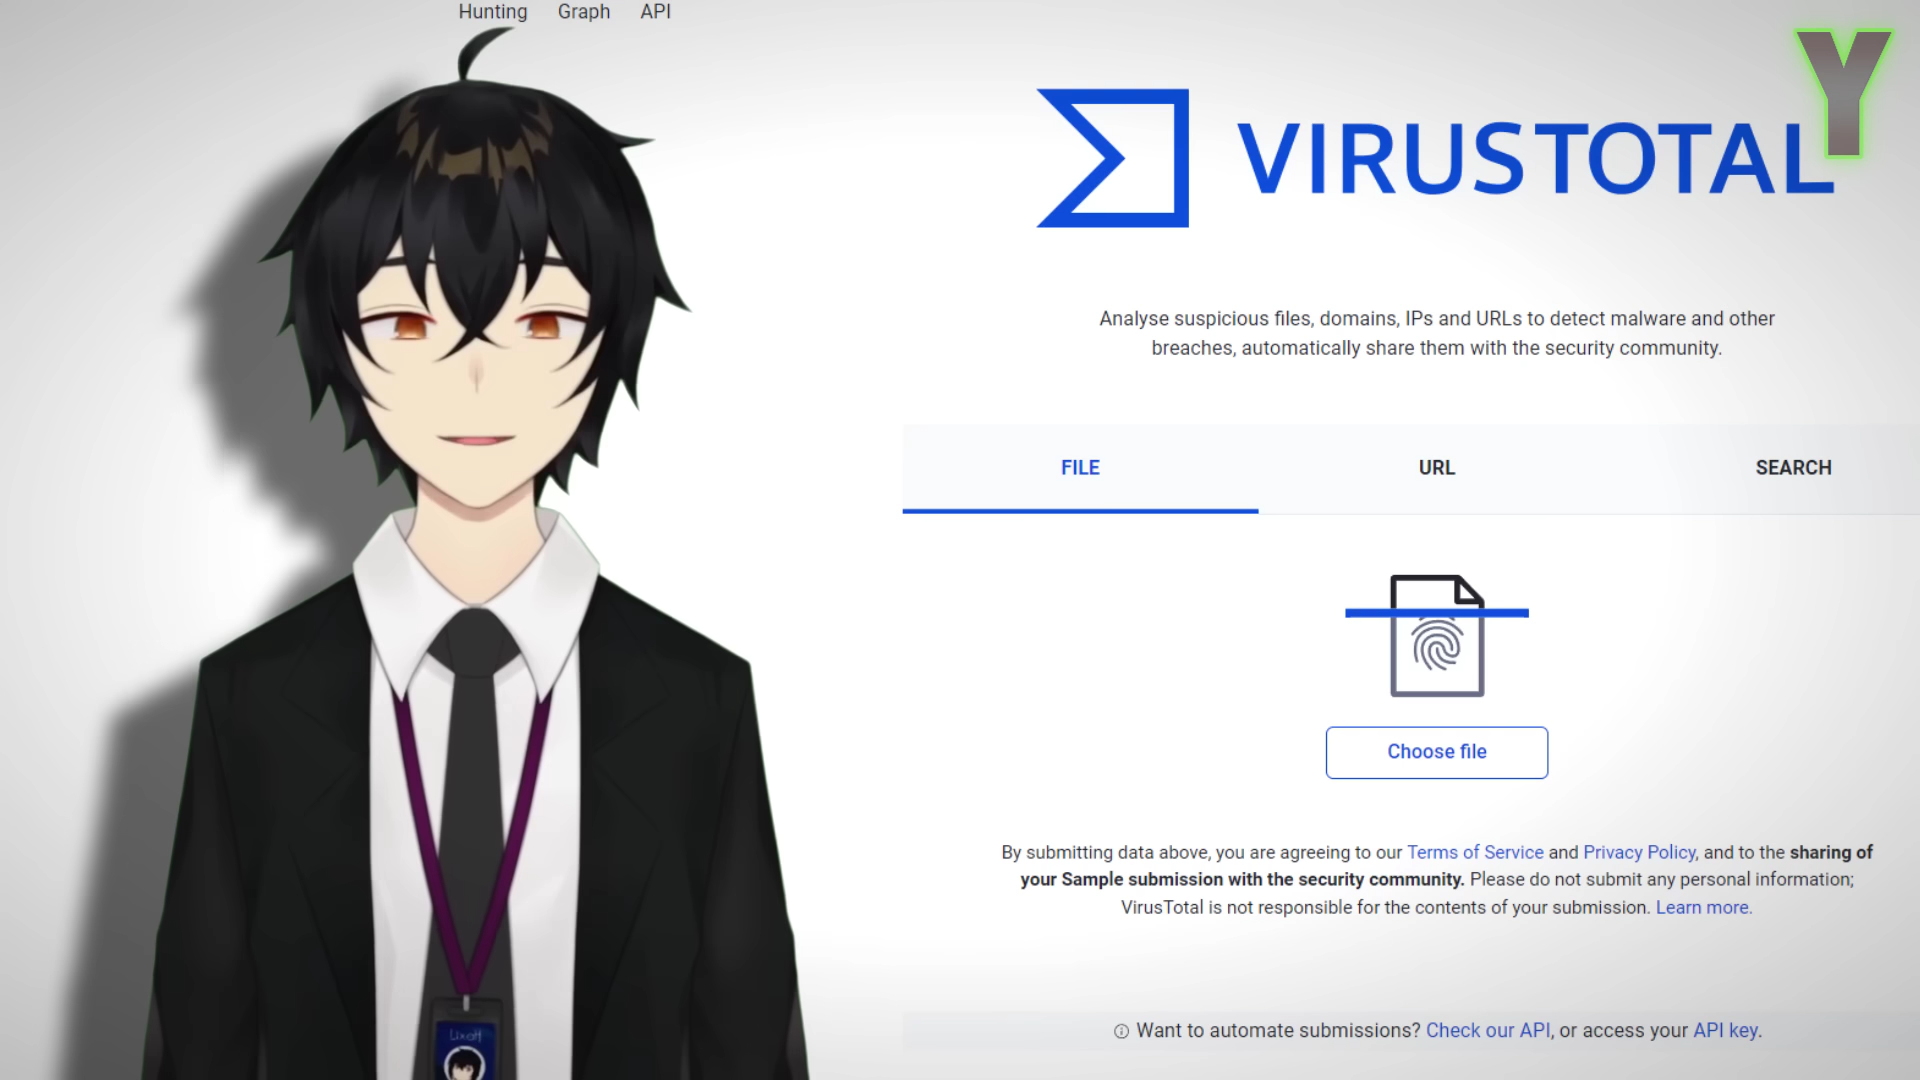 Hunting Graph API
Y
VIRUSTOTAL
Analyse suspicious files, domains, IPs and URLs to detect malware and other
breaches, automatically share them with the security community.
FILE URL SEARCH
Choose file
By submitting data above, you are agreeing to our Terms of Service and Privacy Policy, and to the sharing of
your Sample submission with the security community. Please do not submit any personal information;
VirusTotal is not responsible for the contents of your submission. Learn more.
Want to automate submissions? Check our API, or access your API key.